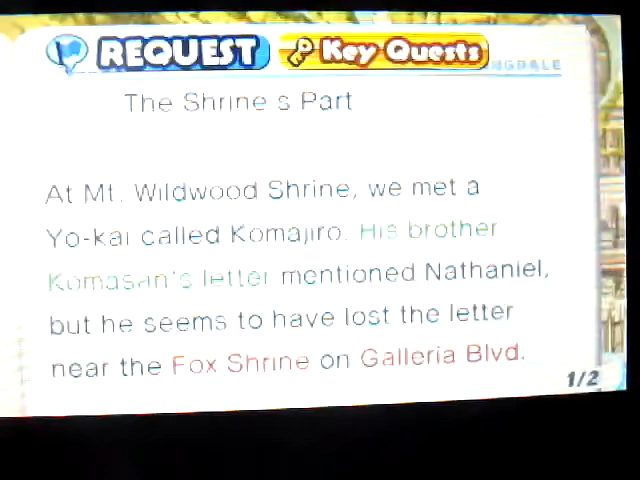 REQUEST Key Quests
The Shrine s Part
At Mt. Wildwood Shrine, we met a
Yo-kai called Komajiro. His brother
Komasan's letter mentioned Nathaniel,
but he seems to have lost the letter
near the Fox Shrine on Galleria Blvd.
1/2